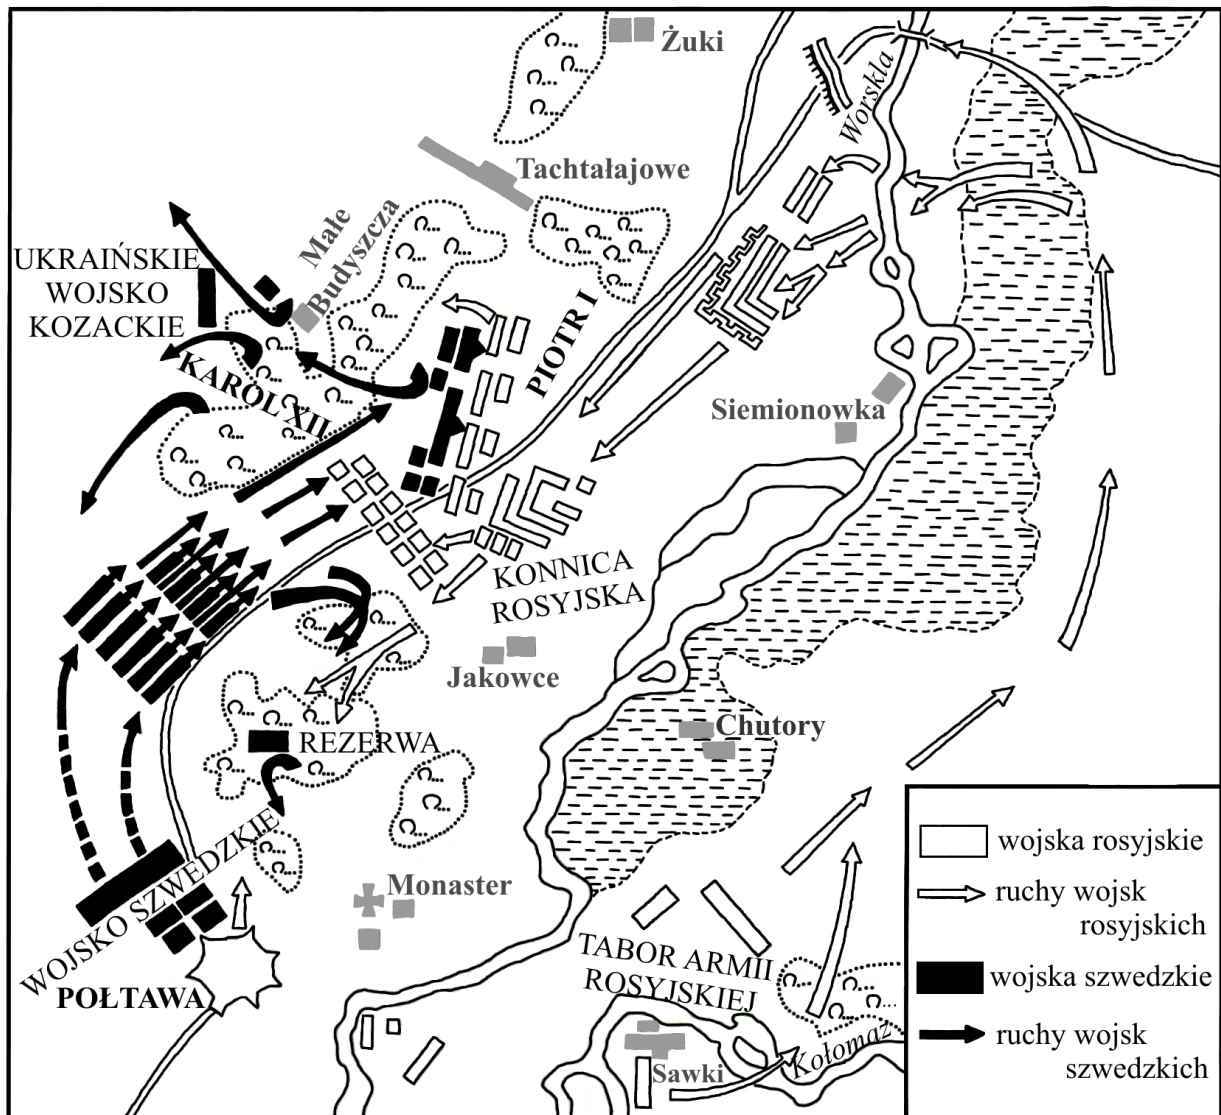 Żuki
Worskla
Tachtałajowe
Małe
Budyszcza
UKRAIŃSKIE
WOJSKO
KOZACKIE
PIOTR I
KAROL XII
Siemionowka
KONNICA
ROSYJSKA
Jakowce
Chutory
REZERWA
WOJSKO SZWEDZKIE
Monaster
POŁTAWA
TABOR ARMII
ROSYJSKIEJ
Kołomąz
Sawki
wojska rosyjskie
ruchy wojsk
rosyjskich
wojska szwedzkie
ruchy wojsk
szwedzkich